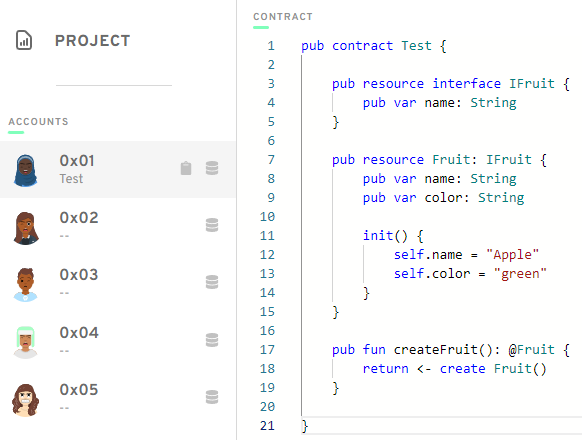 PROJECT
ACCOUNTS
0x01
Test
0x02
--
0x03
--
0x04
--
0x05
--
CONTRACT
1 pub contract Test {
2
3 pub resource interface IFruit {
4 pub var name: String
5 }
6
7 pub resource Fruit: IFruit {
8 pub var name: String
9 pub var color: String
10
11 init() {
12 self.name = "Apple"
13 self.color = "green"
14 }
15 }
16
17 pub fun createFruit(): @Fruit {
18 return <- create Fruit()
19 }
20
21 }